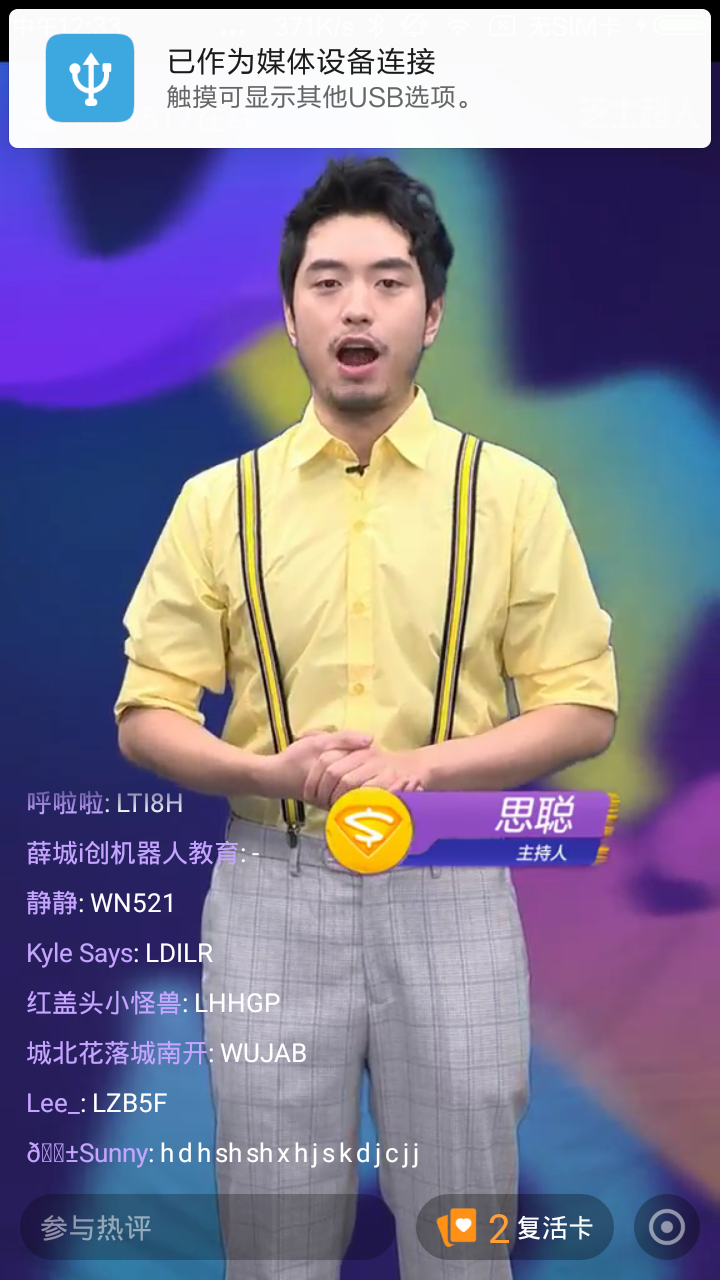 已作为媒体设备连接
触摸可显示其他USB选项。
呼啦啦: LTI8H
思聪
主持人
薛城i创机器人教育: -
静静: WN521
Kyle Says: LDILR
红盖头小怪兽: LHHGP
城北花落城南开: WUJAB
Lee_: LZB5F
Sunny: hdhshshxhjskdjcjj
参与热评
2 复活卡